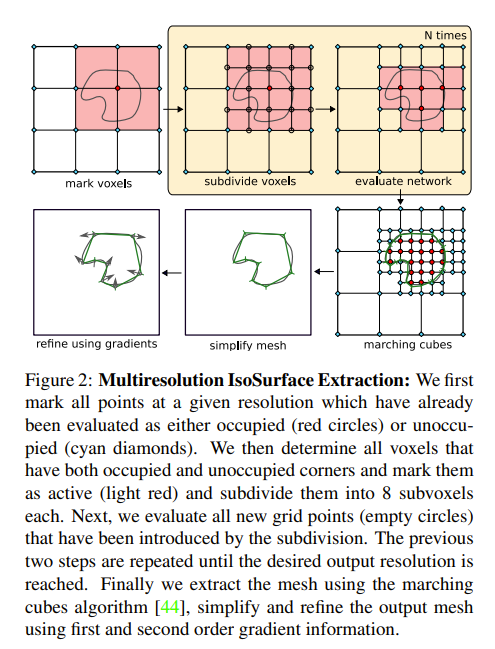 N times
mark voxels
subdivide voxels
evaluate network
refine using gradients
simplify mesh
marching cubes
Figure 2: Multiresolution IsoSurface Extraction: We first
mark all points at a given resolution which have already
been evaluated as either occupied (red circles) or unoccu-
pied (cyan diamonds). We then determine all voxels that
have both occupied and unoccupied corners and mark them
as active (light red) and subdivide them into 8 subvoxels
each. Next, we evaluate all new grid points (empty circles)
that have been introduced by the subdivision. The previous
two steps are repeated until the desired output resolution is
reached. Finally we extract the mesh using the marching
cubes algorithm [44], simplify and refine the output mesh
using first and second order gradient information.